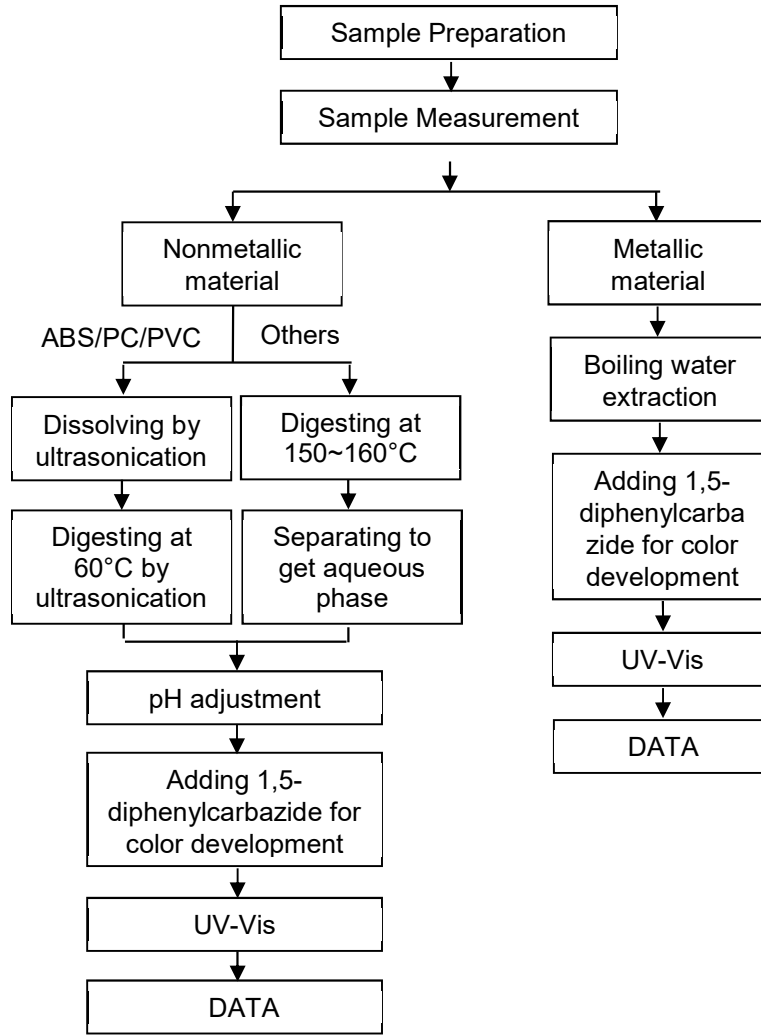 Sample Preparation
Sample Measurement
Nonmetallic
material
Metallic
material
ABS/PC/PVC
Others
Boiling water
extraction
Dissolving by
ultrasonication
Digesting at
150~160°C
Adding 1,5-
diphenylcarba
zide for color
development
Digesting at
60°C by
ultrasonication
Separating to
get aqueous
phase
UV-Vis
pH adjustment
DATA
Adding 1,5-
diphenylcarbazide for
color development
UV-Vis
DATA